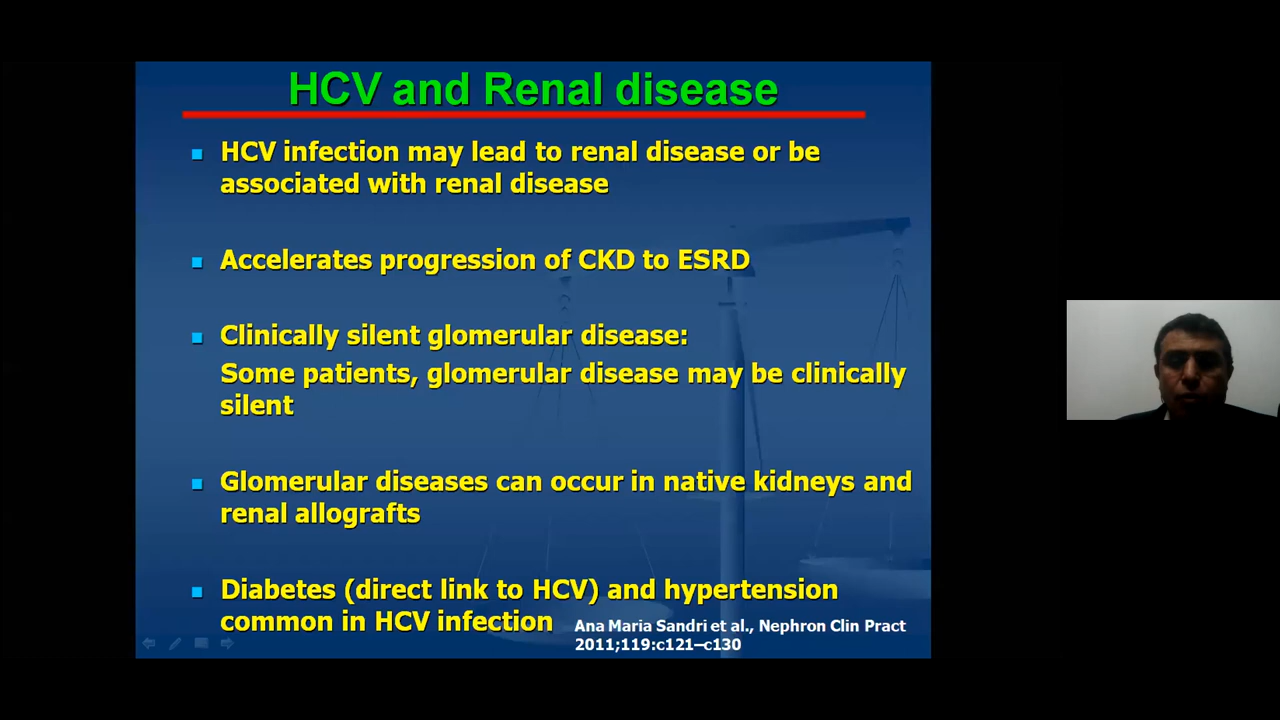 HCV and Renal disease
HCV infection may lead to renal disease or be
associated with renal disease
Accelerates progression of CKD to ESRD
Clinically silent glomerular disease:
Some patients, glomerular disease may be clinically
silent
Glomerular diseases can occur in native kidneys and
renal allografts
Diabetes (direct link to HCV) and hypertension
common in HCV infection
Ana Maria Sandri et al., Nephron Clin Pract
2011;119:c121–c130